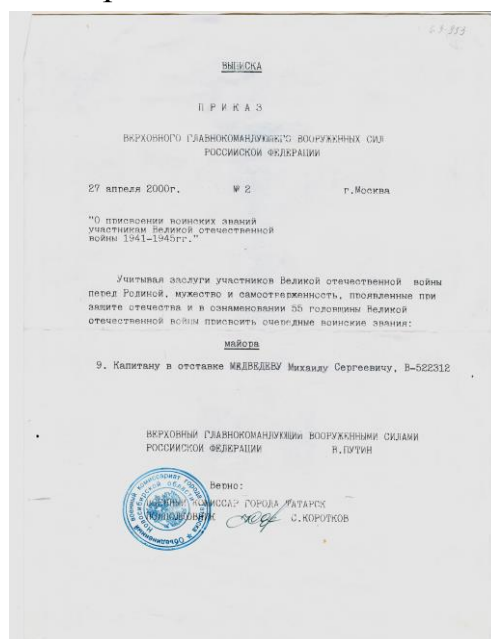 ВЫПИСКА
П Р И К А З
ВЕРХОВНОГО ГЛАВНОКОМАНДУЮЩЕГО ВООРУЖЕННЫХ СИЛ
РОССИЙСКОЙ ФЕДЕРАЦИИ
27 апреля 2000г. № 2 г.Москва
"О присвоении воинских званий
участникам Великой отечественной
войны 1941-1945гг."
Учитывая заслуги участников Великой отечественной войны
перед Родиной, мужество и самоотверженность, проявленные при
защите отечества и в ознаменовании 55 годовщины Великой
отечественной войны присвоить очередные воинские звания:
майора
9. Капитану в отставке МЕДВЕДЕВУ Михаилу Сергеевичу, В-522312
ВЕРХОВНЫЙ ГЛАВНОКОМАНДУЮЩИЙ ВООРУЖЕННЫМИ СИЛАМИ
РОССИЙСКОЙ ФЕДЕРАЦИИ В.ПУТИН
Верно:
ВОЕННЫЙ КОМИССАР ГОРОДА ТАТАРСК
ПОДПОЛКОВНИК С.КОРОТКОВ